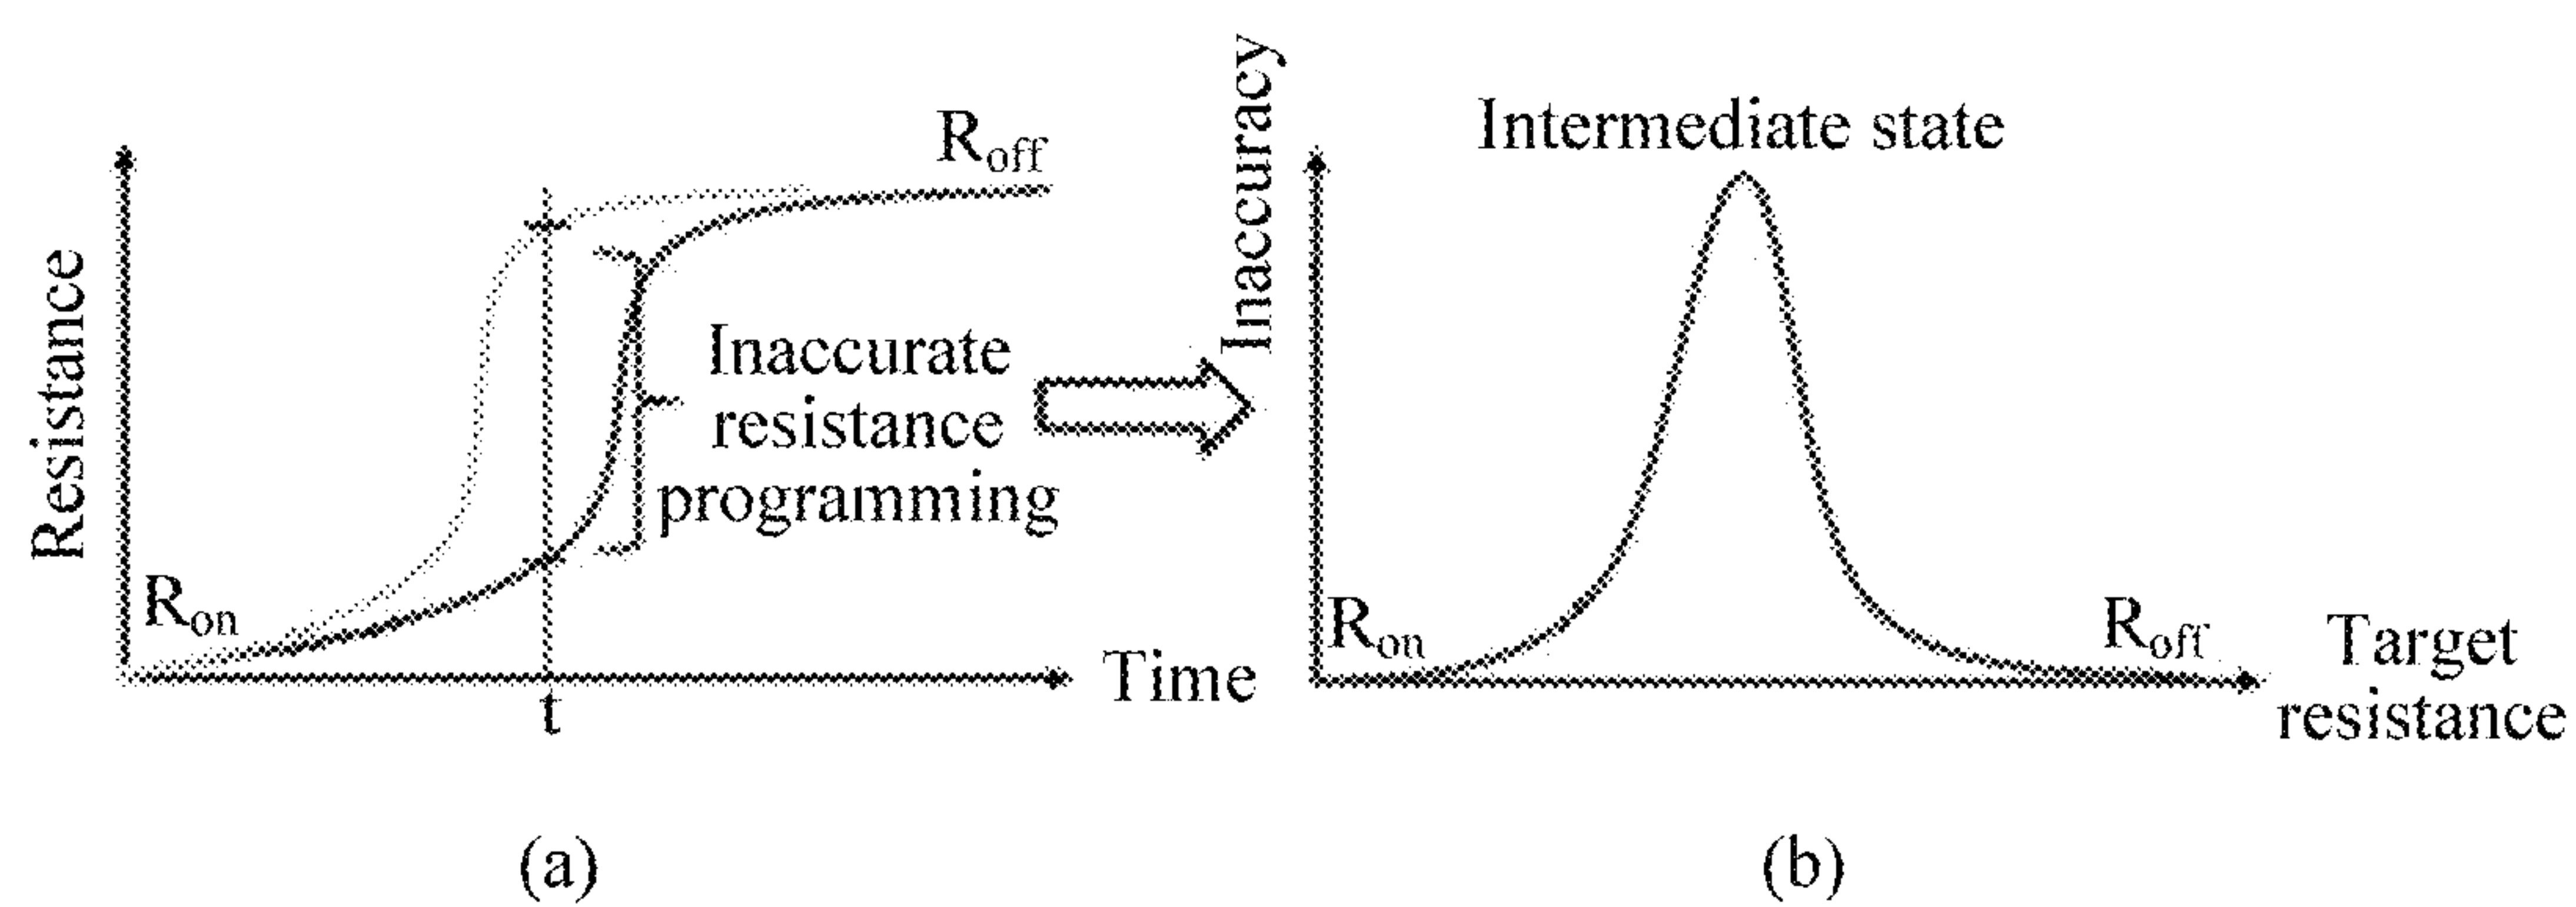 Resistance
R_on
R_off
Inaccurate
resistance
programming
t
Time
(a)
Inaccuracy
Intermediate state
R_on
R_off
Target
resistance
(b)